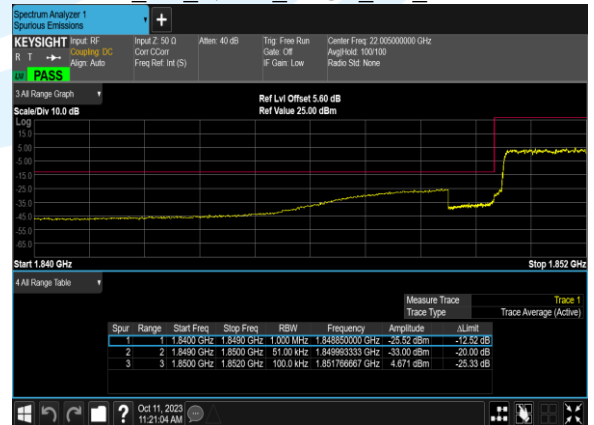 Spectrum Analyzer 1
Spurious Emissions
+
KEYSIGHT Input: RF Input Z: 50 Ω Atten: 40 dB Trig: Free Run Center Freq: 22.005000000 GHz
R T Coupling: DC Corr CCorr Gate: Off Avg|Hold: 100/100
Align: Auto Freq Ref: Int (S) IF Gain: Low Radio Std: None
LV PASS
3 All Range Graph
Ref Lvl Offset 5.60 dB
Scale/Div 10.0 dB Ref Value 25.00 dBm
Log
15.0
5.00
-5.00
-15.0
-25.0
-35.0
-45.0
-55.0
-65.0
Start 1.840 GHz Stop 1.852 GHz
4 All Range Table
Measure Trace Trace 1
Trace Type Trace Average (Active)
Spur Range Start Freq Stop Freq RBW Frequency Amplitude ΔLimit
1 1 1.8400 GHz 1.8490 GHz 1.000 MHz 1.848850000 GHz -25.52 dBm -12.52 dB
2 2 1.8490 GHz 1.8500 GHz 51.00 kHz 1.849993333 GHz -33.00 dBm -20.00 dB
3 3 1.8500 GHz 1.8520 GHz 100.0 kHz 1.851766667 GHz 4.671 dBm -25.33 dB
? Oct 11, 2023
11:21:04 AM